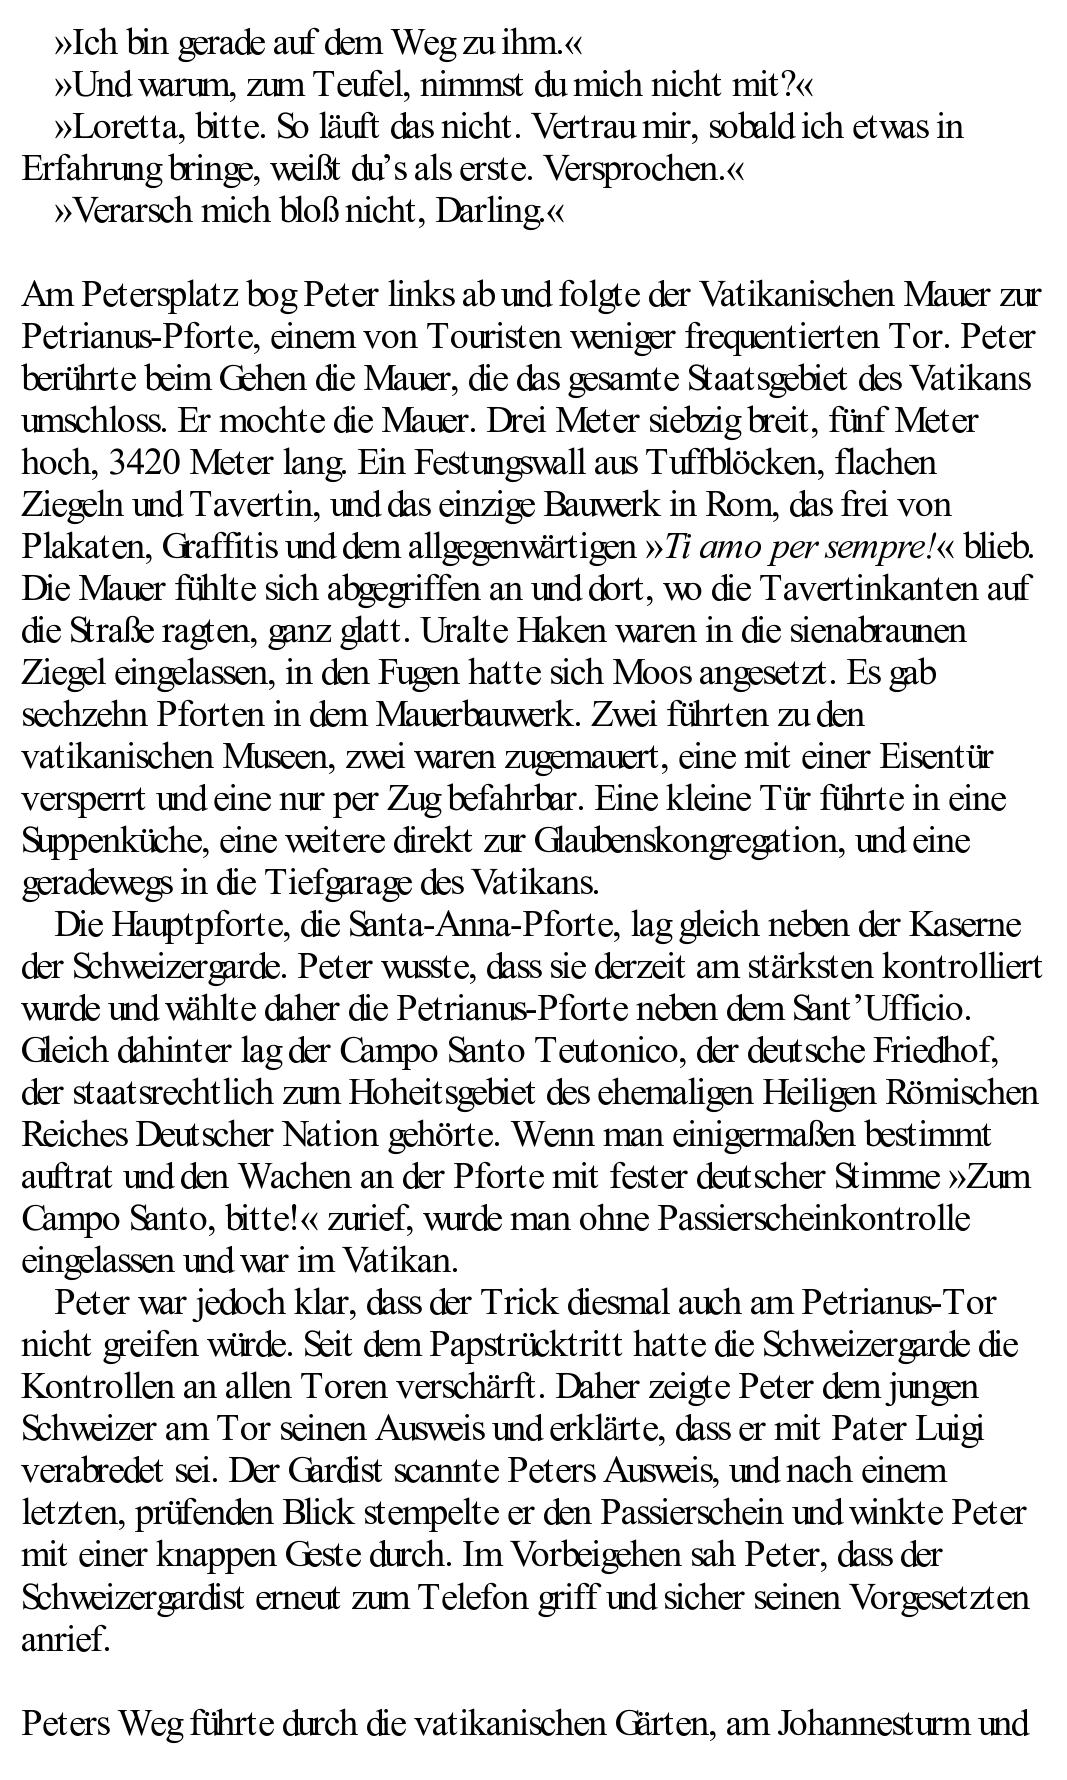 »Ich bin gerade auf dem Weg zu ihm.«
»Und warum, zum Teufel, nimmst du mich nicht mit?«
»Loretta, bitte. So läuft das nicht. Vertrau mir, sobald ich etwas in
Erfahrung bringe, weißt du’s als erste. Versprochen.«
»Verarsch mich bloß nicht, Darling.«
Am Petersplatz bog Peter links ab und folgte der Vatikanischen Mauer zur
Petrianus-Pforte, einem von Touristen weniger frequentierten Tor. Peter
berührte beim Gehen die Mauer, die das gesamte Staatsgebiet des Vatikans
umschloss. Er mochte die Mauer. Drei Meter siebzig breit, fünf Meter
hoch, 3420 Meter lang. Ein Festungswall aus Tuffblöcken, flachen
Ziegeln und Tavertin, und das einzige Bauwerk in Rom, das frei von
Plakaten, Graffitis und dem allgegenwärtigen »Ti amo per sempre!« blieb.
Die Mauer fühlte sich abgegriffen an und dort, wo die Tavertinkanten auf
die Straße ragten, ganz glatt. Uralte Haken waren in die sienabraunen
Ziegel eingelassen, in den Fugen hatte sich Moos angesetzt. Es gab
sechzehn Pforten in dem Mauerbauwerk. Zwei führten zu den
vatikanischen Museen, zwei waren zugemauert, eine mit einer Eisentür
versperrt und eine nur per Zug befahrbar. Eine kleine Tür führte in eine
Suppenküche, eine weitere direkt zur Glaubenskongregation, und eine
geradewegs in die Tiefgarage des Vatikans.
Die Hauptpforte, die Santa-Anna-Pforte, lag gleich neben der Kaserne
der Schweizergarde. Peter wusste, dass sie derzeit am stärksten kontrolliert
wurde und wählte daher die Petrianus-Pforte neben dem Sant’Ufficio.
Gleich dahinter lag der Campo Santo Teutonico, der deutsche Friedhof,
der staatsrechtlich zum Hoheitsgebiet des ehemaligen Heiligen Römischen
Reiches Deutscher Nation gehörte. Wenn man einigermaßen bestimmt
auftrat und den Wachen an der Pforte mit fester deutscher Stimme »Zum
Campo Santo, bitte!« zurief, wurde man ohne Passierscheinkontrolle
eingelassen und war im Vatikan.
Peter war jedoch klar, dass der Trick diesmal auch am Petrianus-Tor
nicht greifen würde. Seit dem Papstrücktritt hatte die Schweizergarde die
Kontrollen an allen Toren verschärft. Daher zeigte Peter dem jungen
Schweizer am Tor seinen Ausweis und erklärte, dass er mit Pater Luigi
verabredet sei. Der Gardist scannte Peters Ausweis, und nach einem
letzten, prüfenden Blick stempelte er den Passierschein und winkte Peter
mit einer knappen Geste durch. Im Vorbeigehen sah Peter, dass der
Schweizergardist erneut zum Telefon griff und sicher seinen Vorgesetzten
anrief.
Peters Weg führte durch die vatikanischen Gärten, am Johannesturm und